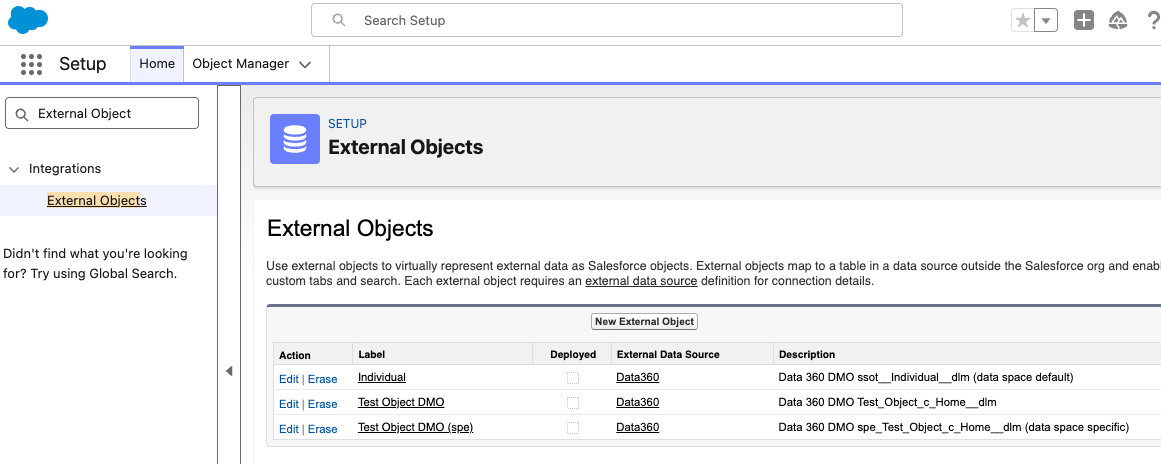 Search Setup
Setup
Home
Object Manager
External Object
Integrations
External Objects
Didn't find what you're looking
for? Try using Global Search.
SETUP
External Objects
External Objects
Use external objects to virtually represent external data as Salesforce objects. External objects map to a table in a data source outside the Salesforce org and enabl
custom tabs and search. Each external object requires an external data source definition for connection details.
New External Object
Action Label Deployed External Data Source Description
Edit | Erase Individual Data360 Data 360 DMO ssot__Individual__dlm (data space default)
Edit | Erase Test Object DMO Data360 Data 360 DMO Test_Object_c_Home__dlm
Edit | Erase Test Object DMO (spe) Data360 Data 360 DMO spe_Test_Object_c_Home__dlm (data space specific)